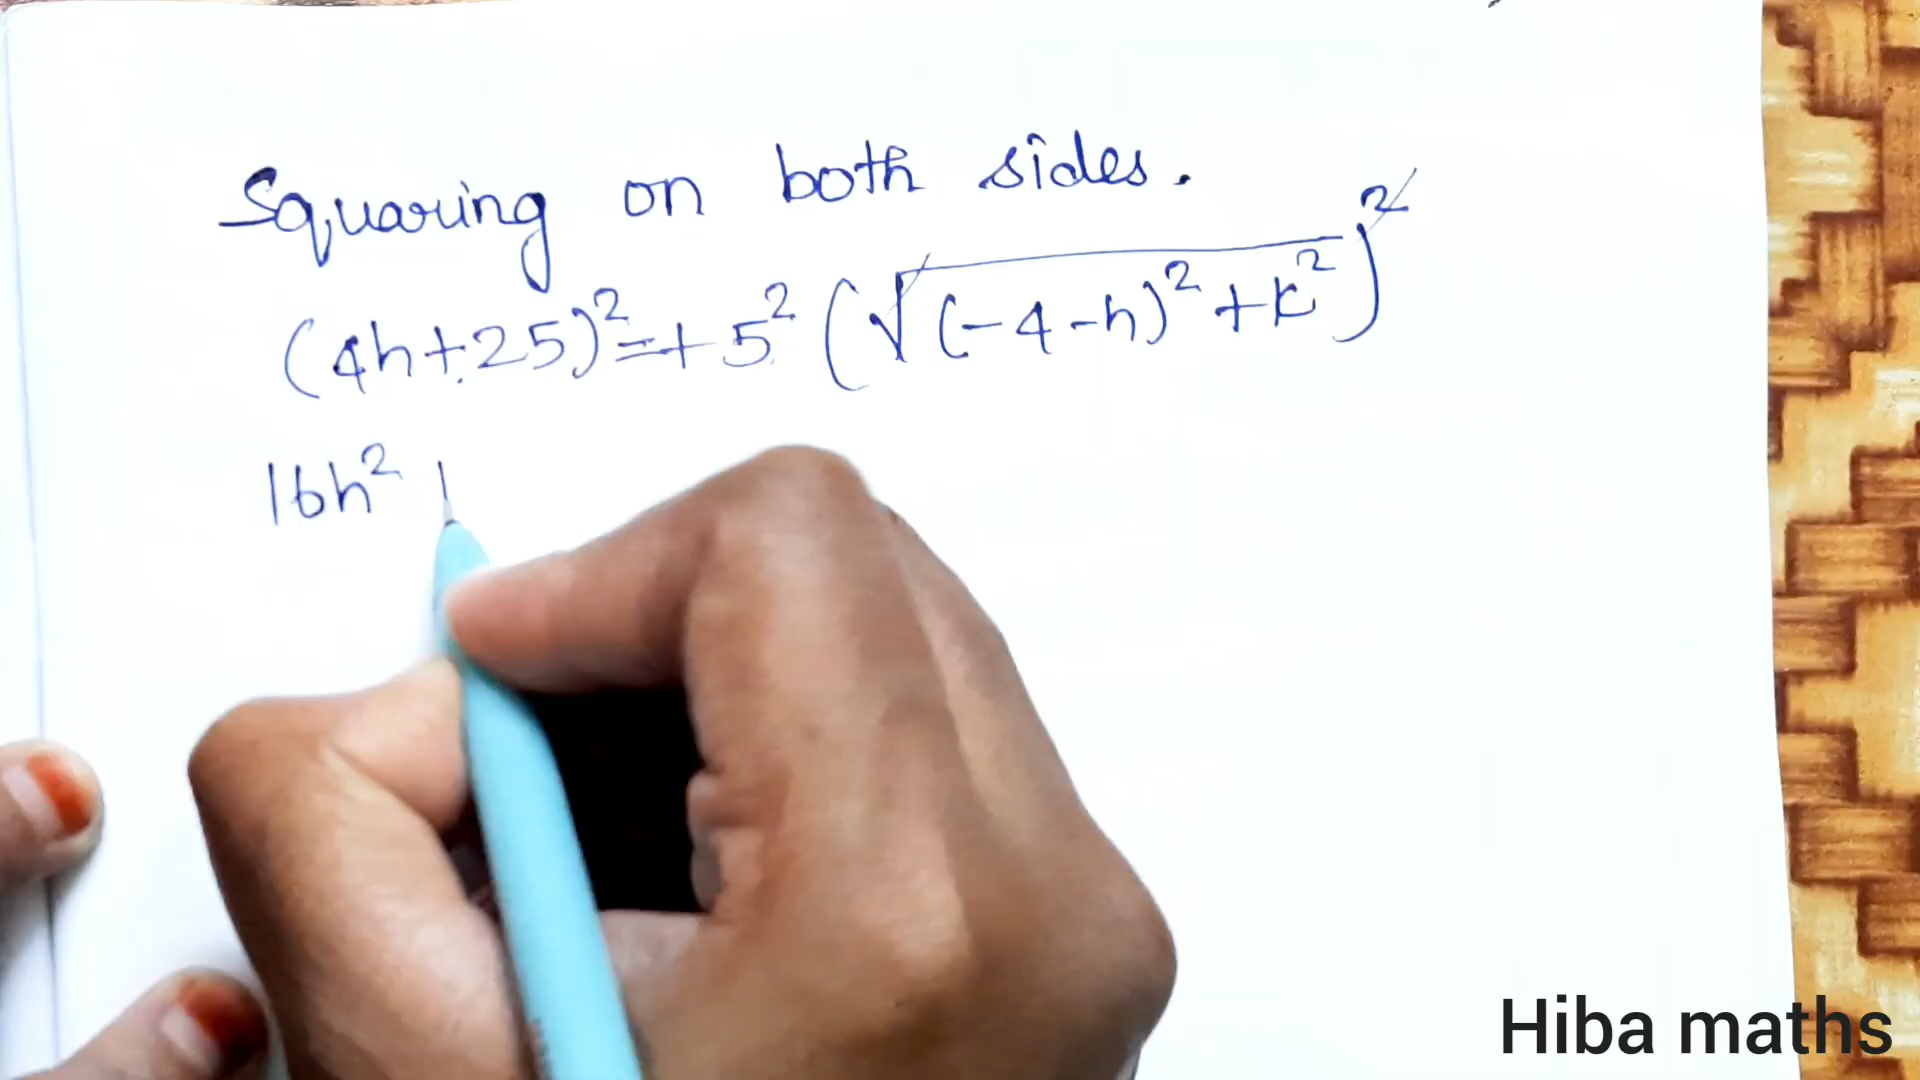 Squaring on both sides.
(4h+25)²=+5²(√(-4-h)²+k²)²
16h²
Hiba maths